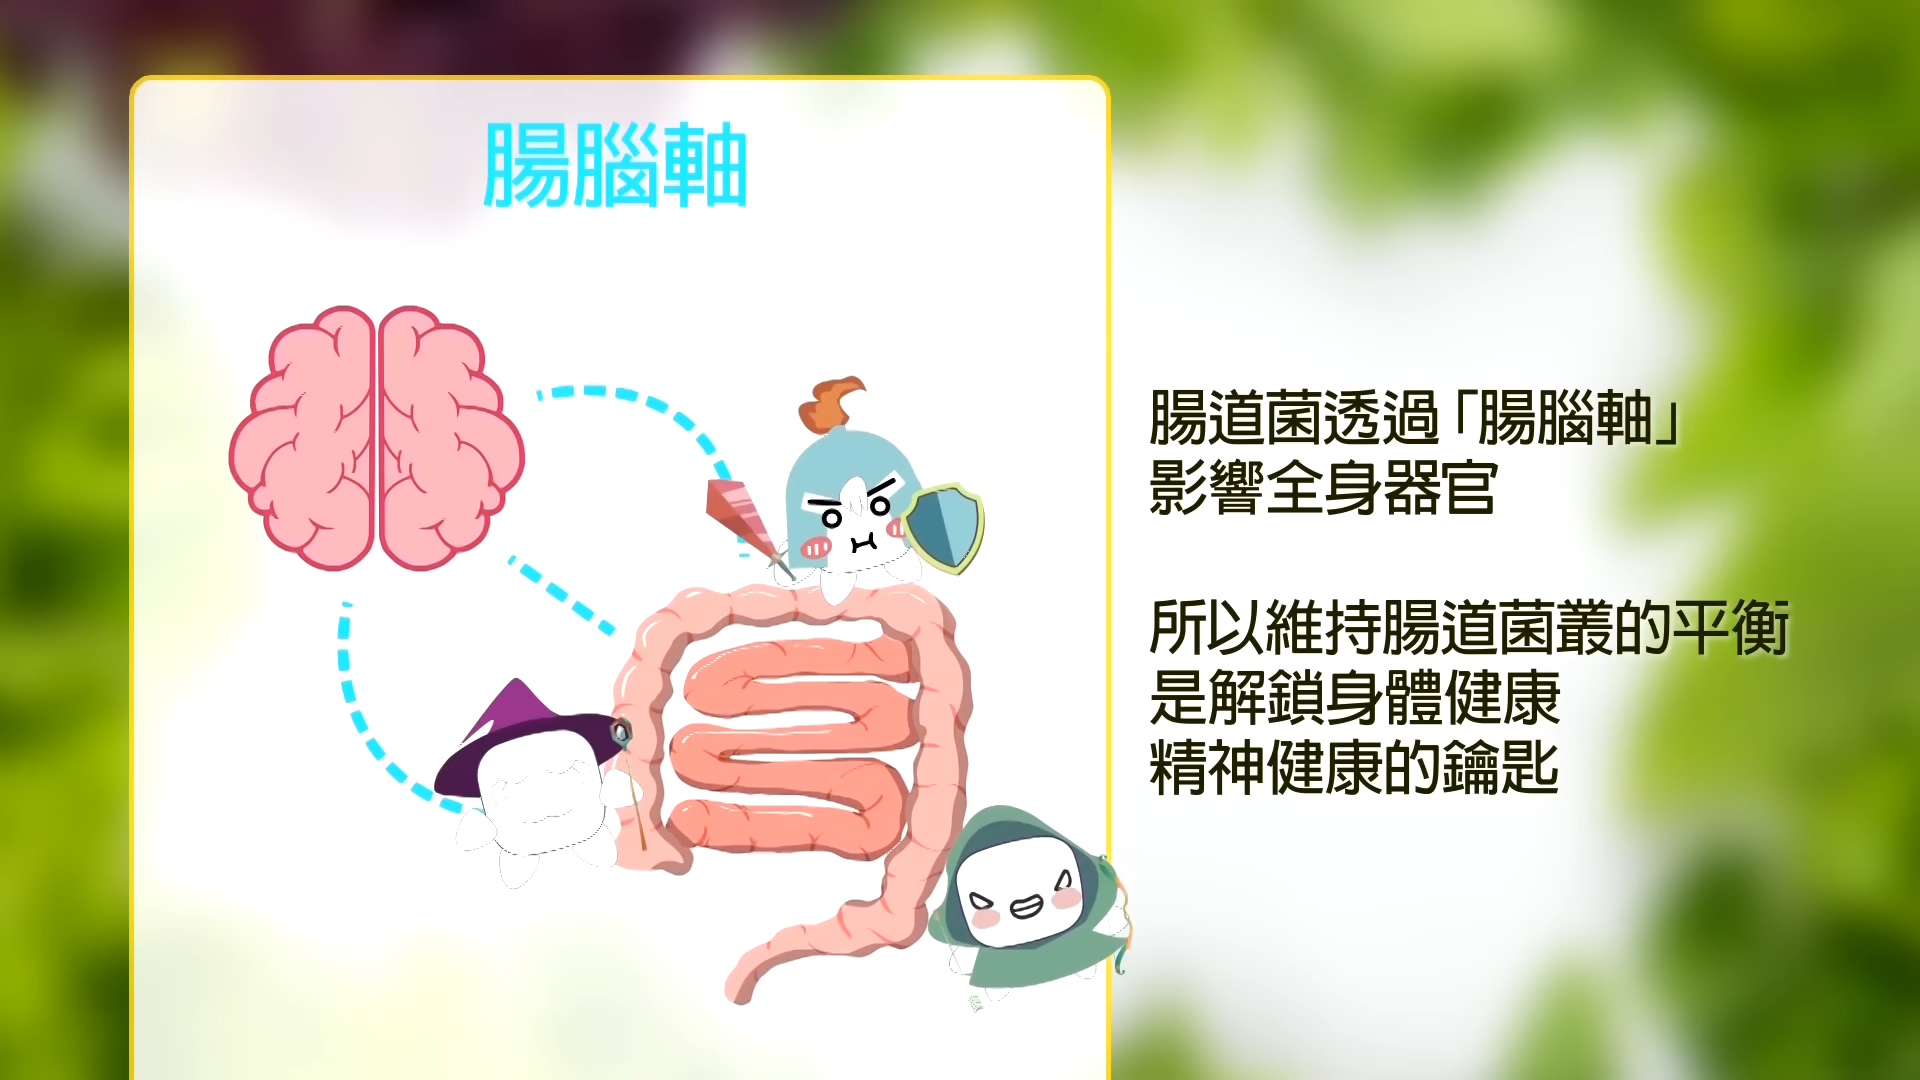 腸腦軸
腸道菌透過「腸腦軸」
影響全身器官
所以維持腸道菌叢的平衡
是解鎖身體健康
精神健康的鑰匙